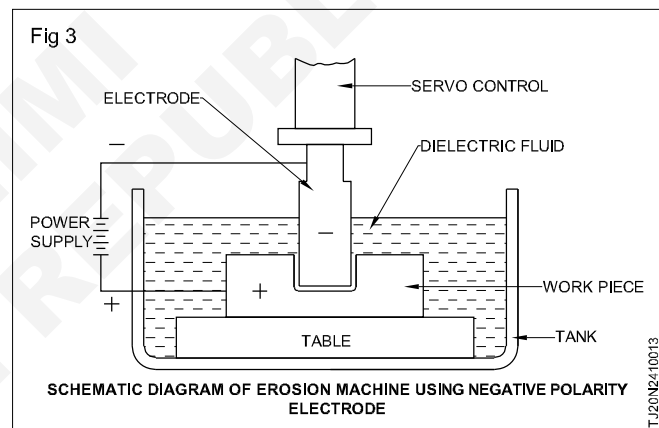 Fig 3
SERVO CONTROL
ELECTRODE
DIELECTRIC FLUID
–
POWER
SUPPLY
–
+
+
WORK PIECE
TABLE
TANK
SCHEMATIC DIAGRAM OF EROSION MACHINE USING NEGATIVE POLARITY
ELECTRODE
TJ20N2410013